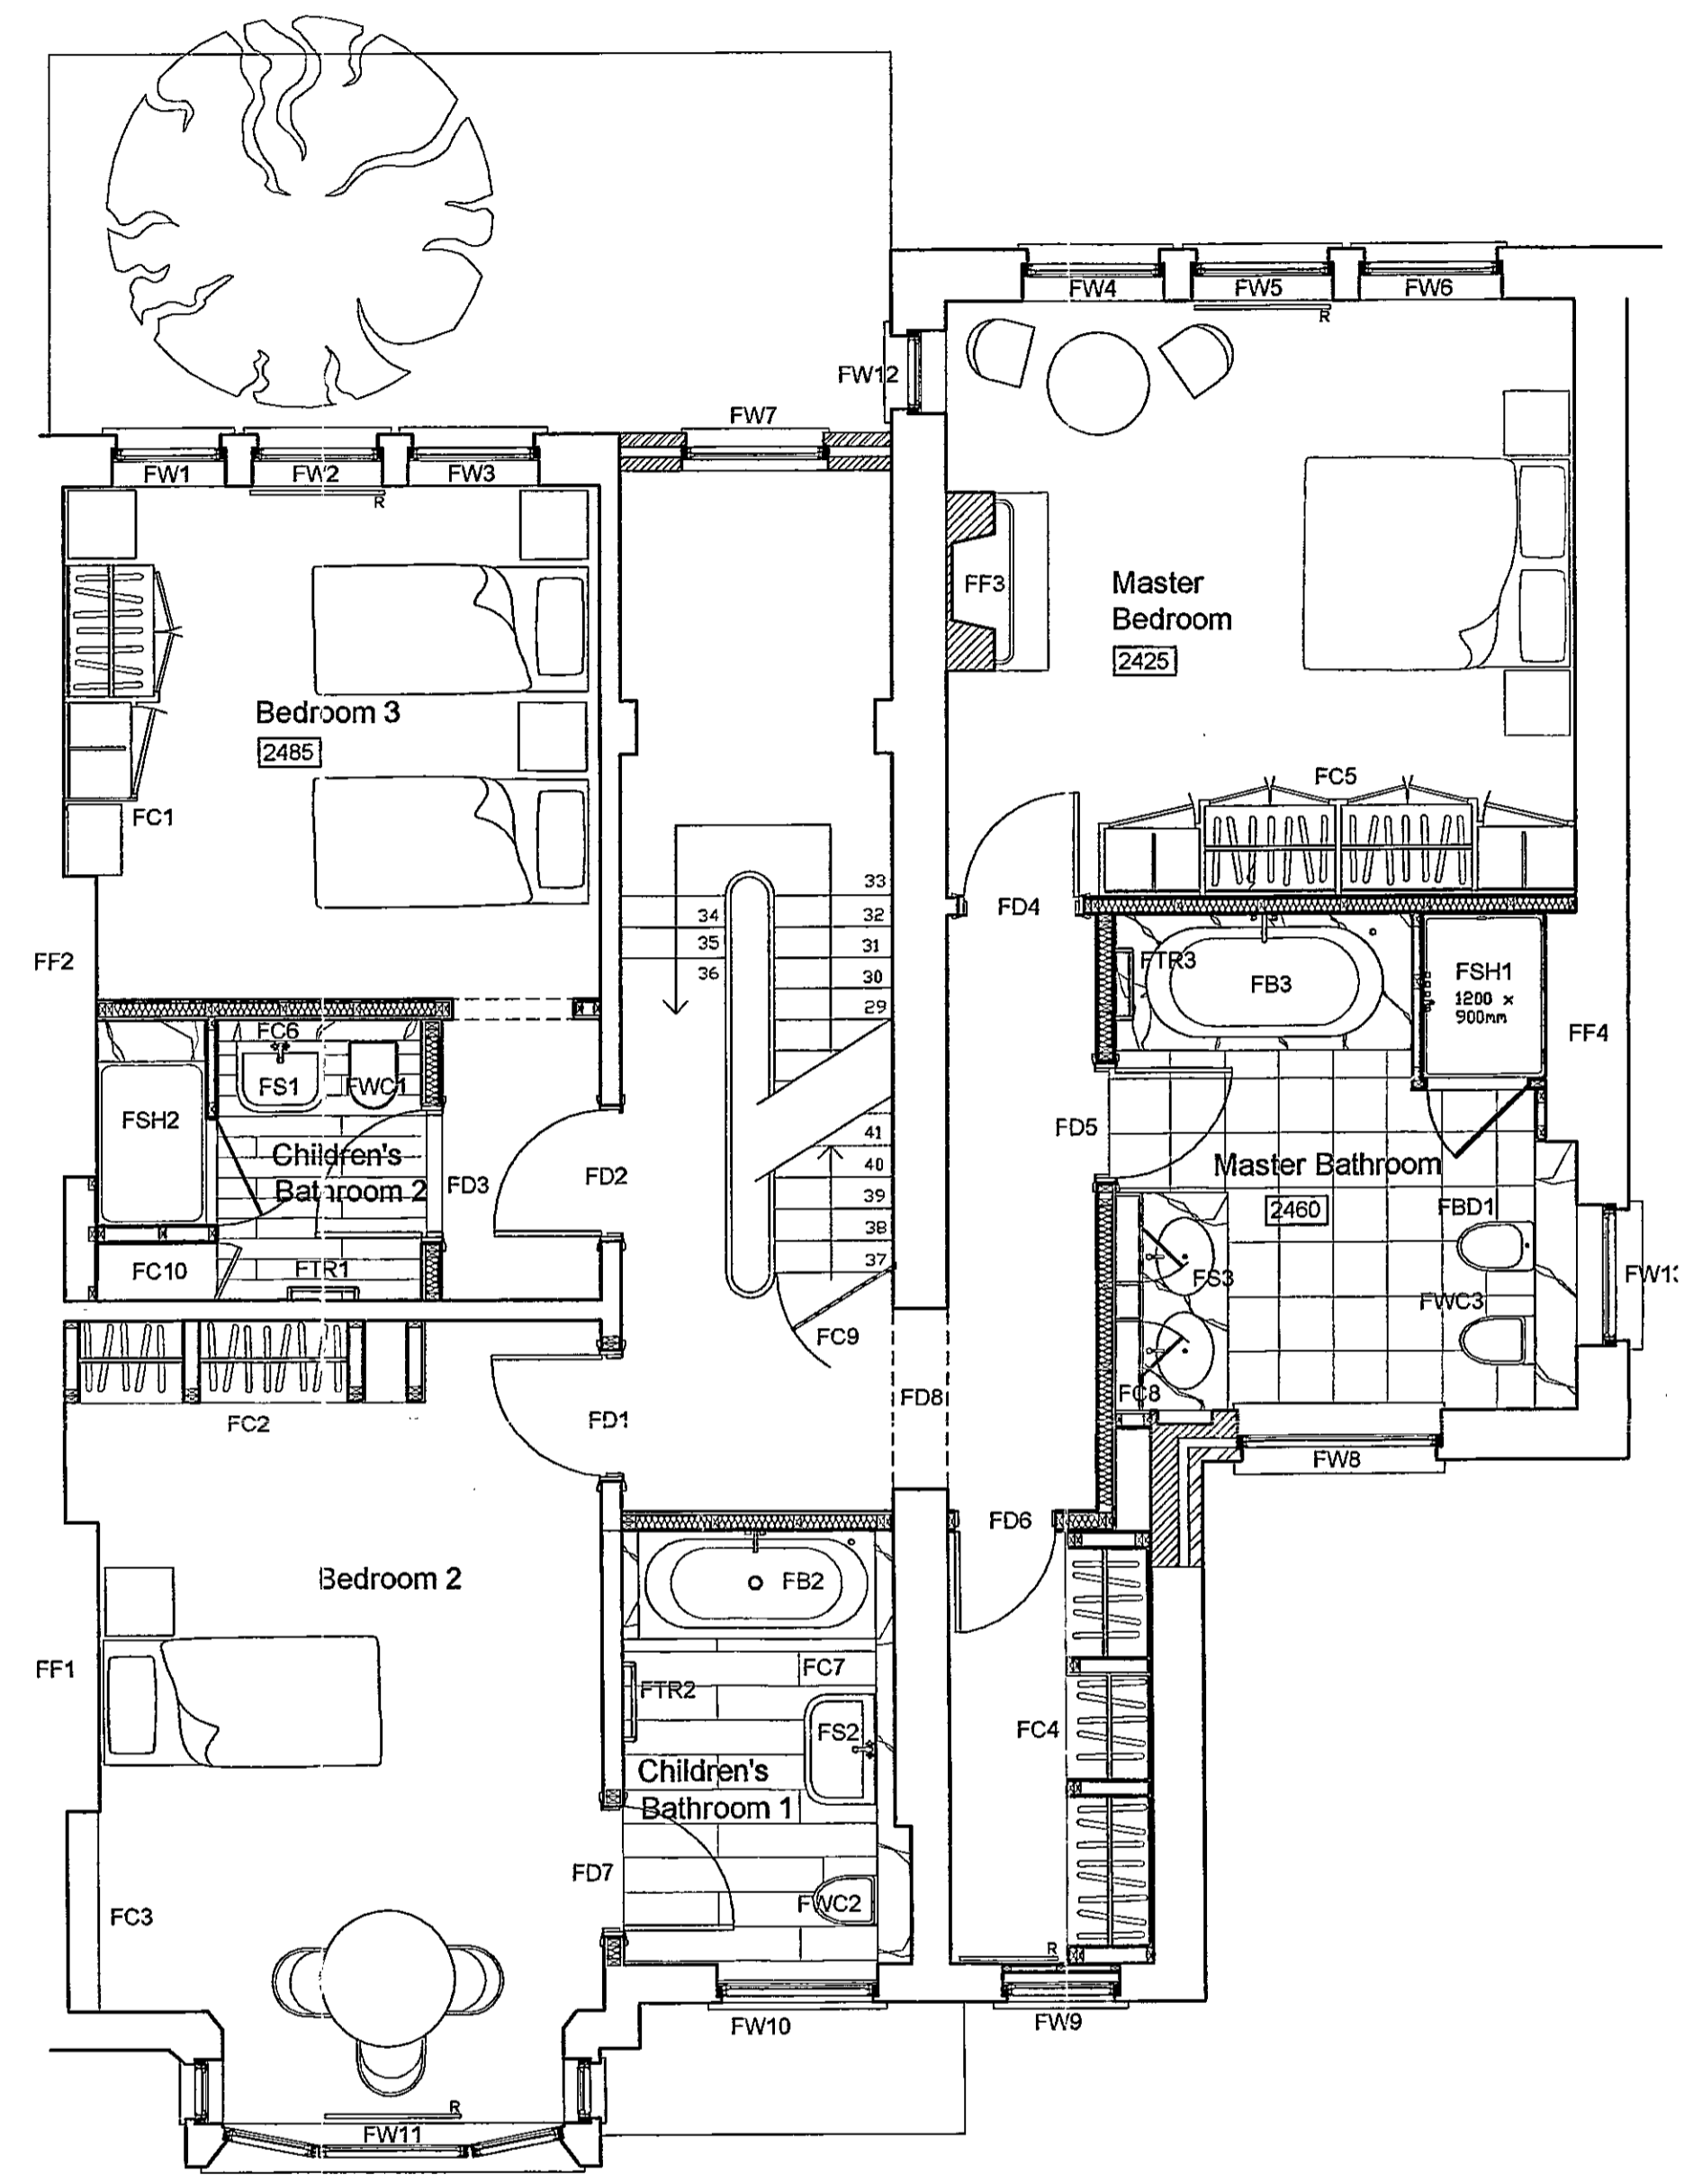 FW4
FW5
FW6
R
FW12
FW7
FW1
FW2
FW3
R
FF3
Master
Bedroom
2425
Bedroom 3
2485
FC1
FC5
33
34
32
35
31
36
30
29
FD4
FF2
FTR3
FB3
FSH1
1200 x
900mm
FF4
FC6
FS1
FWC1
FSH2
FD5
41
Children's
Bathroom 2
FD3
FD2
40
39
38
37
Master Bathroom
2460
FBD1
FC10
FTR1
FS3
FWC3
FC9
FC8
FD8
FC2
FD1
FW8
FD6
Bedroom 2
FB2
FF1
FC7
FTR2
FS2
FC4
Children's
Bathroom 1
FD7
FWC2
FC3
R
FW10
FW9
R
FW11